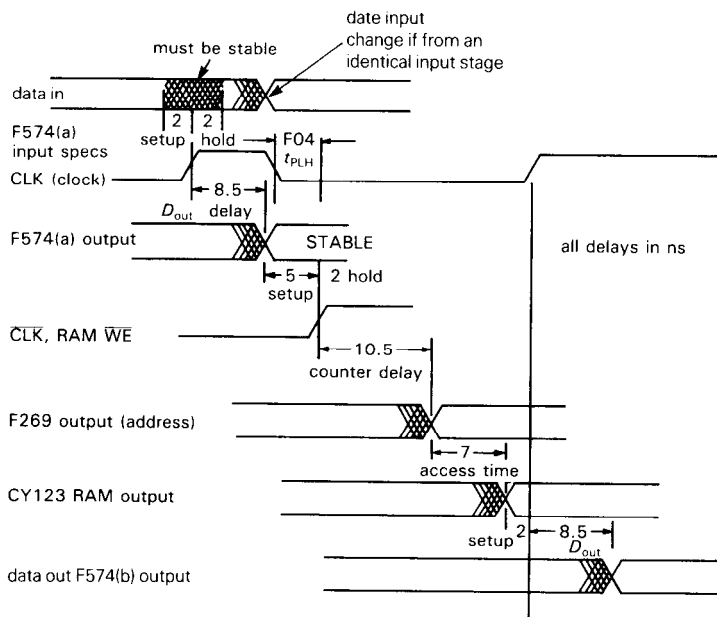 date input
change if from an
identical input stage
must be stable
data in
2 2
setup hold
F574(a)
input specs
F04
tPLH
CLK (clock)
8.5
Dout delay
F574(a) output
STABLE
all delays in ns
5 2 hold
setup
CLK, RAM WE
10.5
counter delay
F269 output (address)
7
access time
CY123 RAM output
setup 2 8.5
Dout
data out F574(b) output